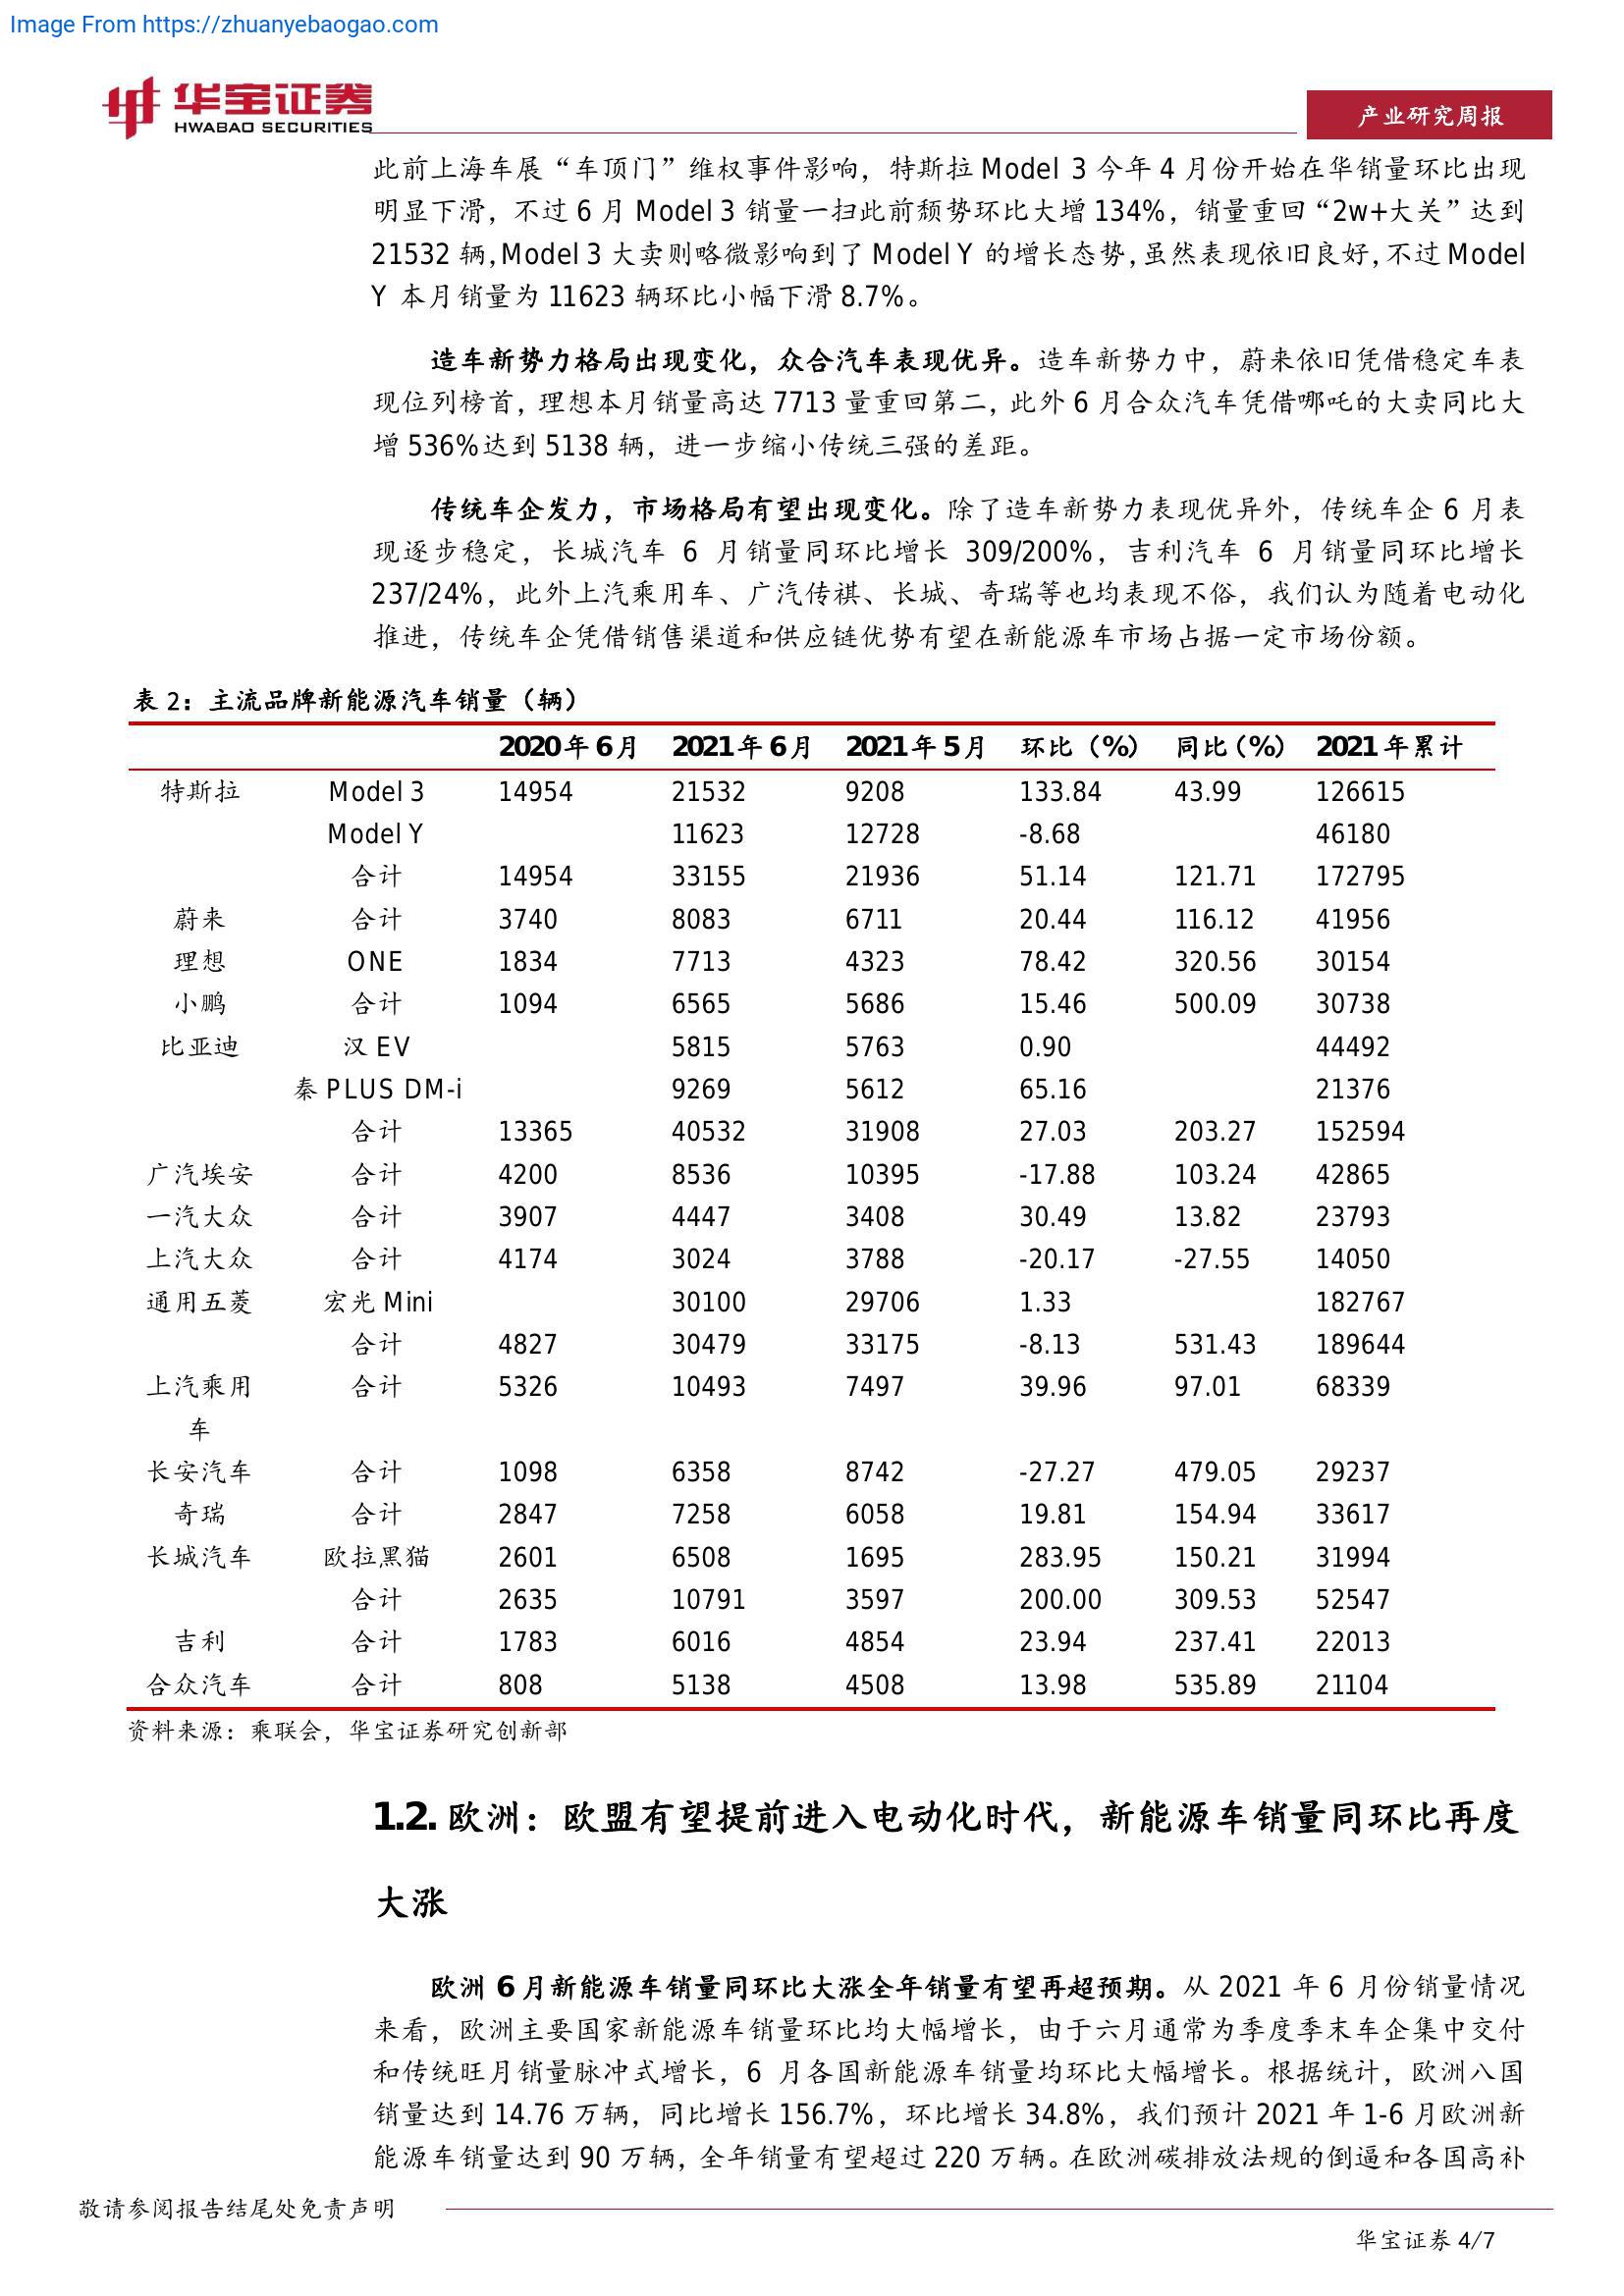 Image From https://zhuanyebaogao.com
华宝证券
HWABAO SECURITIES
产业研究周报
此前上海车展“车顶门”维权事件影响，特斯拉 Model 3 今年 4 月份开始在华销量环比出现
明显下滑，不过 6 月 Model 3 销量一扫此前颓势环比大增 134%，销量重回“2w+大关”达到
21532 辆，Model 3 大卖则略微影响到了 Model Y 的增长态势，虽然表现依旧良好，不过 Model
Y 本月销量为 11623 辆环比小幅下滑 8.7%。
造车新势力格局出现变化，众合汽车表现优异。造车新势力中，蔚来依旧凭借稳定车表
现位列榜首，理想本月销量高达 7713 量重回第二，此外 6 月合众汽车凭借哪吒的大卖同比大
增 536%达到 5138 辆，进一步缩小传统三强的差距。
传统车企发力，市场格局有望出现变化。除了造车新势力表现优异外，传统车企 6 月表
现逐步稳定，长城汽车 6 月销量同环比增长 309/200%，吉利汽车 6 月销量同环比增长
237/24%，此外上汽乘用车、广汽传祺、长城、奇瑞等也均表现不俗，我们认为随着电动化
推进，传统车企凭借销售渠道和供应链优势有望在新能源车市场占据一定市场份额。
表 2：主流品牌新能源汽车销量（辆）
2020 年 6 月 2021 年 6 月 2021 年 5 月 环比（%） 同比（%） 2021 年累计
特斯拉 Model 3 14954 21532 9208 133.84 43.99 126615
Model Y 11623 12728 -8.68 46180
合计 14954 33155 21936 51.14 121.71 172795
蔚来 合计 3740 8083 6711 20.44 116.12 41956
理想 ONE 1834 7713 4323 78.42 320.56 30154
小鹏 合计 1094 6565 5686 15.46 500.09 30738
比亚迪 汉 EV 5815 5763 0.90 44492
秦 PLUS DM-i 9269 5612 65.16 21376
合计 13365 40532 31908 27.03 203.27 152594
广汽埃安 合计 4200 8536 10395 -17.88 103.24 42865
一汽大众 合计 3907 4447 3408 30.49 13.82 23793
上汽大众 合计 4174 3024 3788 -20.17 -27.55 14050
通用五菱 宏光 Mini 30100 29706 1.33 182767
合计 4827 30479 33175 -8.13 531.43 189644
上汽乘用 合计 5326 10493 7497 39.96 97.01 68339
车
长安汽车 合计 1098 6358 8742 -27.27 479.05 29237
奇瑞 合计 2847 7258 6058 19.81 154.94 33617
长城汽车 欧拉黑猫 2601 6508 1695 283.95 150.21 31994
合计 2635 10791 3597 200.00 309.53 52547
吉利 合计 1783 6016 4854 23.94 237.41 22013
合众汽车 合计 808 5138 4508 13.98 535.89 21104
资料来源：乘联会，华宝证券研究创新部
1.2. 欧洲：欧盟有望提前进入电动化时代，新能源车销量同环比再度
大涨
欧洲 6 月新能源车销量同环比大涨全年销量有望再超预期。从 2021 年 6 月份销量情况
来看，欧洲主要国家新能源车销量环比均大幅增长，由于六月通常为季度季末车企集中交付
和传统旺月销量脉冲式增长，6 月各国新能源车销量均环比大幅增长。根据统计，欧洲八国
销量达到 14.76 万辆，同比增长 156.7%，环比增长 34.8%，我们预计 2021 年 1-6 月欧洲新
能源车销量达到 90 万辆，全年销量有望超过 220 万辆。在欧洲碳排放法规的倒逼和各国高补
敬请参阅报告结尾处免责声明
华宝证券 4/7